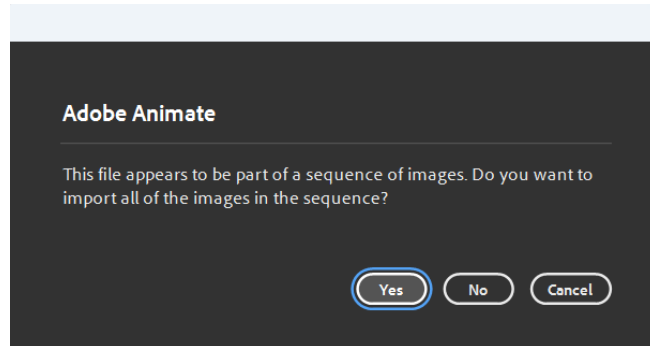 Adobe Animate
This file appears to be part of a sequence of images. Do you want to
import all of the images in the sequence?
Yes No Cancel